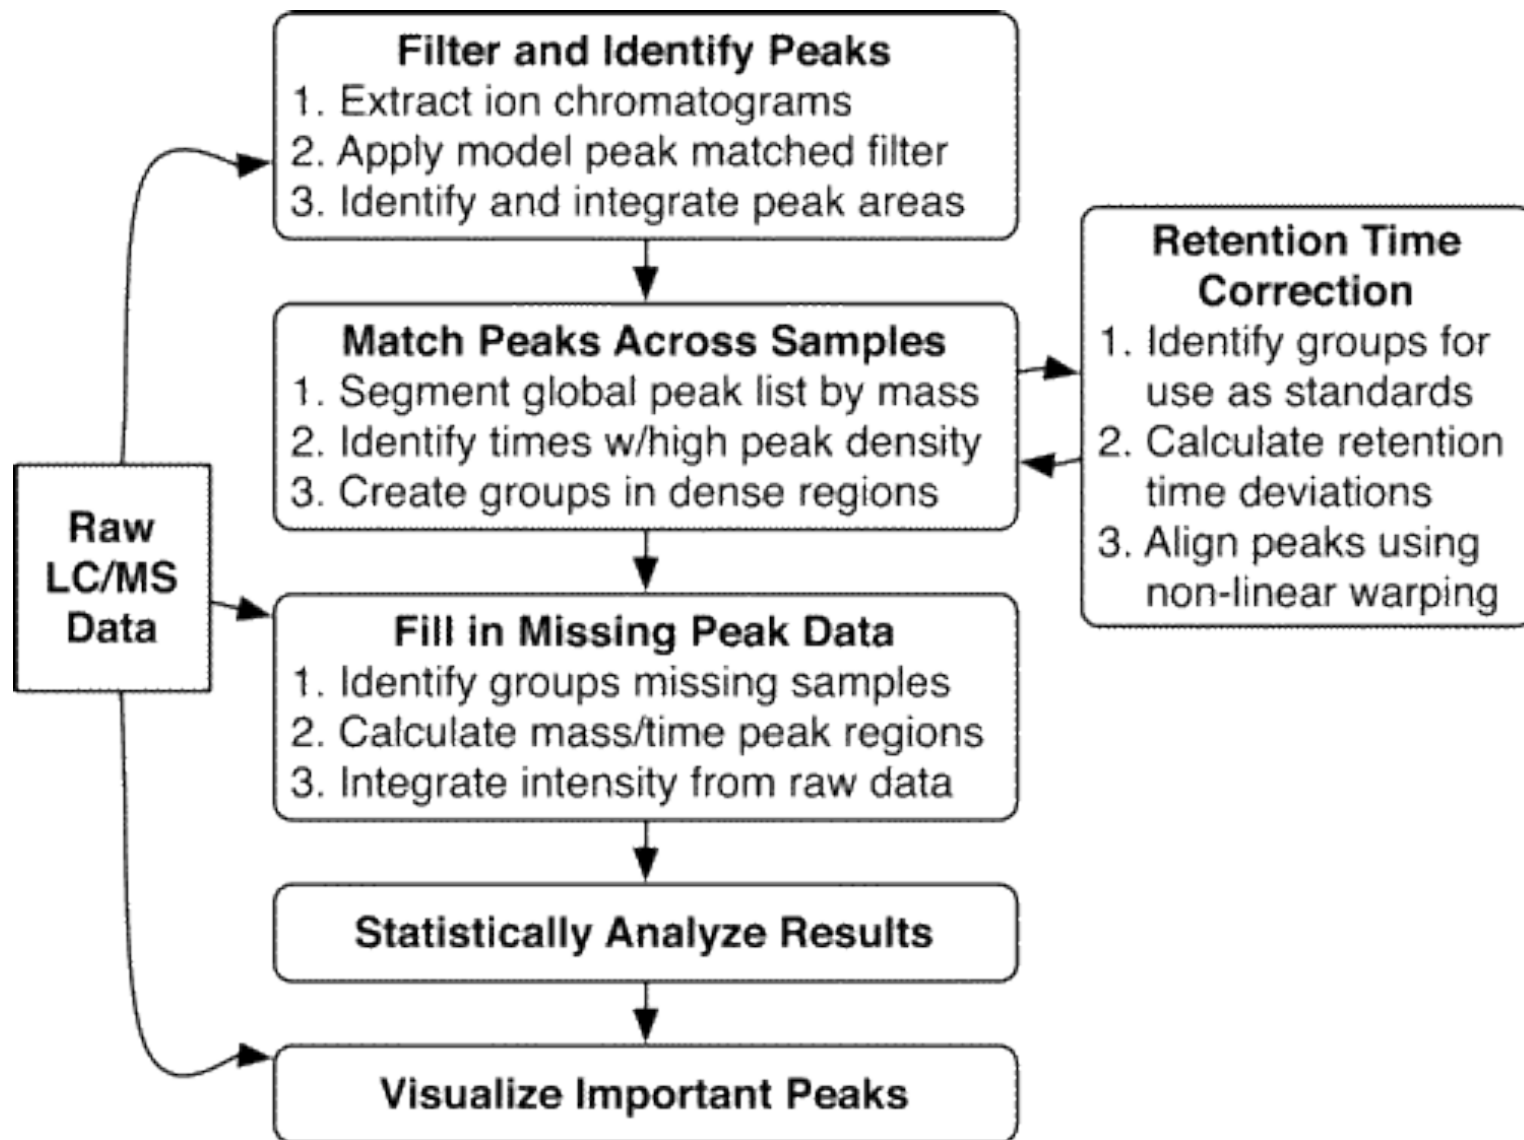 Filter and Identify Peaks
1. Extract ion chromatograms
2. Apply model peak matched filter
3. Identify and integrate peak areas
Retention Time
Correction
1. Identify groups for
use as standards
2. Calculate retention
time deviations
3. Align peaks using
non-linear warping
Match Peaks Across Samples
1. Segment global peak list by mass
2. Identify times w/high peak density
3. Create groups in dense regions
Raw
LC/MS
Data
Fill in Missing Peak Data
1. Identify groups missing samples
2. Calculate mass/time peak regions
3. Integrate intensity from raw data
Statistically Analyze Results
Visualize Important Peaks